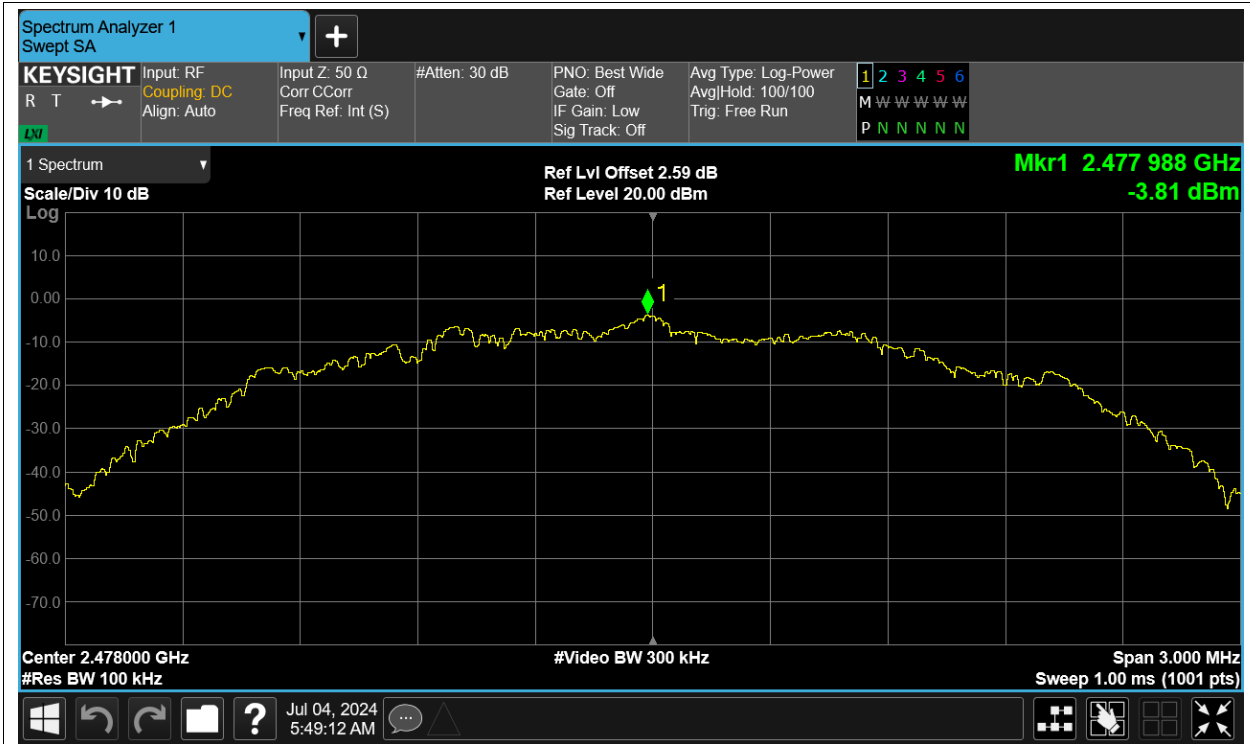 Spectrum Analyzer 1
Swept SA
KEYSIGHT
R T
LXI
Input: RF
Coupling: DC
Align: Auto
Input Z: 50 Ω
Corr CCorr
Freq Ref: Int (S)
#Atten: 30 dB
PNO: Best Wide
Gate: Off
IF Gain: Low
Sig Track: Off
Avg Type: Log-Power
Avg|Hold: 100/100
Trig: Free Run
1 2 3 4 5 6
M W W W W W
P N N N N N
1 Spectrum
Scale/Div 10 dB
Log
Ref Lvl Offset 2.59 dB
Ref Level 20.00 dBm
Mkr1 2.477 988 GHz
-3.81 dBm
10.0
0.00
-10.0
-20.0
-30.0
-40.0
-50.0
-60.0
-70.0
1
Center 2.478000 GHz
#Res BW 100 kHz
#Video BW 300 kHz
Span 3.000 MHz
Sweep 1.00 ms (1001 pts)
?
Jul 04, 2024
5:49:12 AM